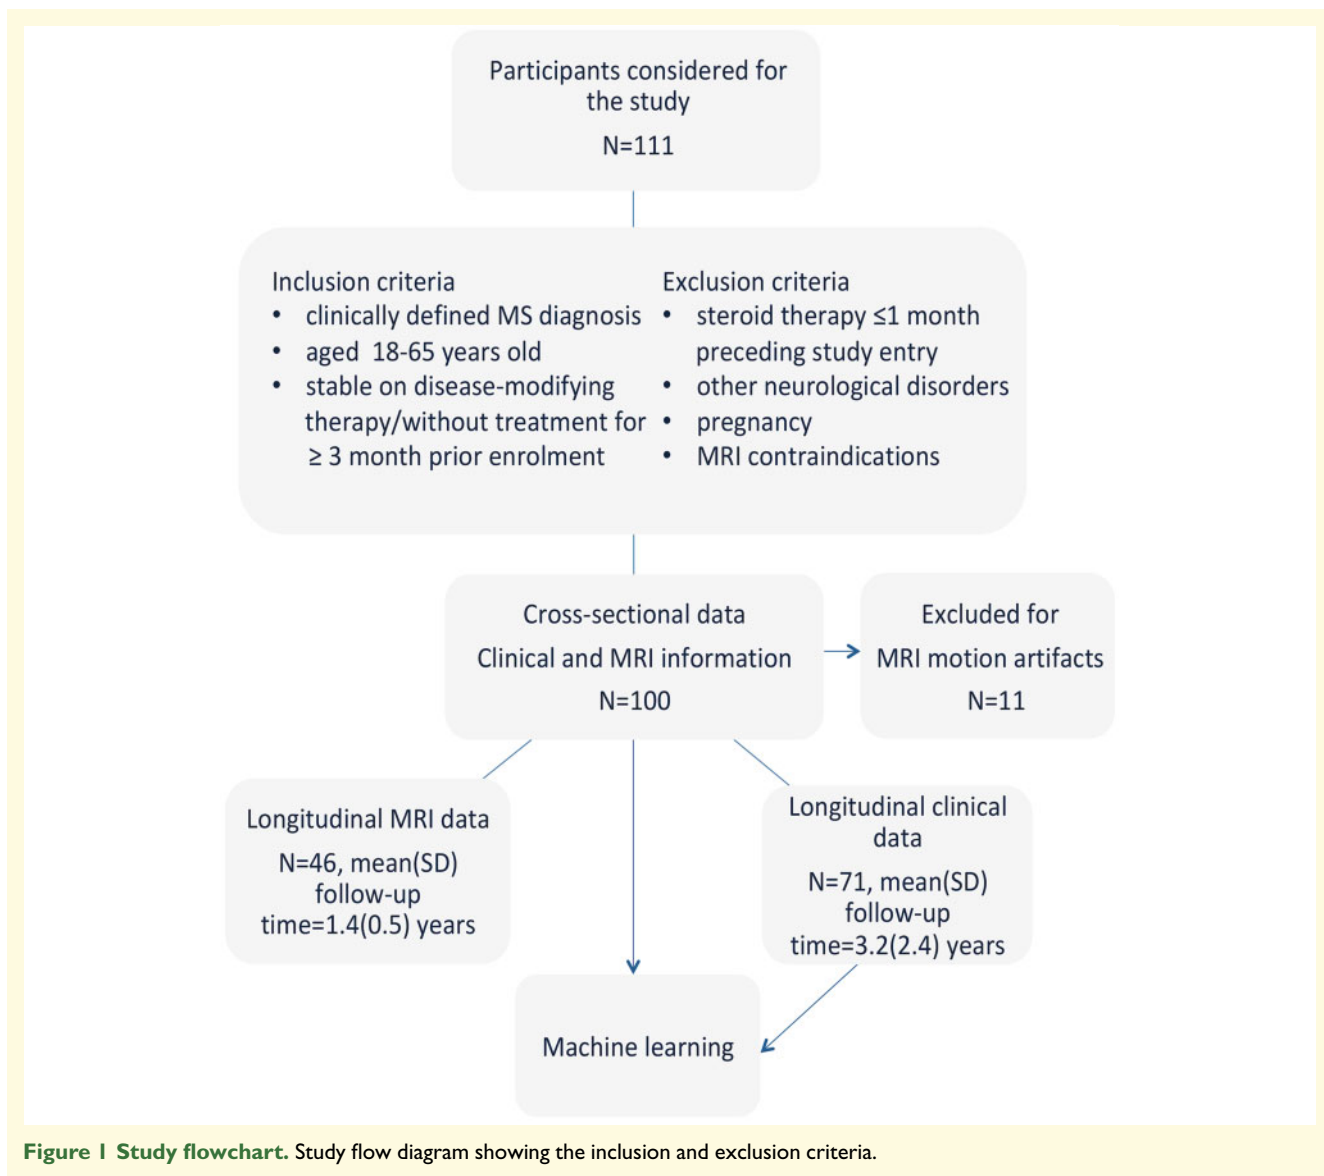 Participants considered for
the study
N=111
Inclusion criteria
• clinically defined MS diagnosis
• aged 18-65 years old
• stable on disease-modifying
therapy/without treatment for
≥ 3 month prior enrolment
Exclusion criteria
• steroid therapy ≤1 month
preceding study entry
• other neurological disorders
• pregnancy
• MRI contraindications
Cross-sectional data
Clinical and MRI information
N=100
Excluded for
MRI motion artifacts
N=11
Longitudinal MRI data
N=46, mean(SD)
follow-up
time=1.4(0.5) years
Longitudinal clinical
data
N=71, mean(SD)
follow-up
time=3.2(2.4) years
Machine learning
Figure 1 Study flowchart. Study flow diagram showing the inclusion and exclusion criteria.